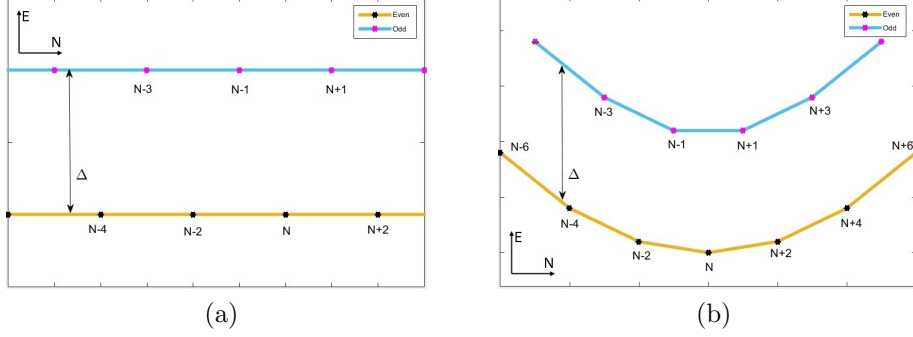 E
N
Even
Odd
N-3
N-1
N+1
Δ
N-4
N-2
N
N+2
(a)
Even
Odd
N-3
N+3
N-1
N+1
N-6
N+6
Δ
N-4
N+4
N-2
N+2
N
E
N
(b)